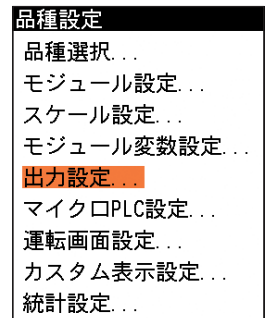 品種設定
品種選択...
モジュール設定...
スケール設定...
モジュール変数設定...
出力設定...
マイクロPLC設定...
運転画面設定...
カスタム表示設定...
統計設定...